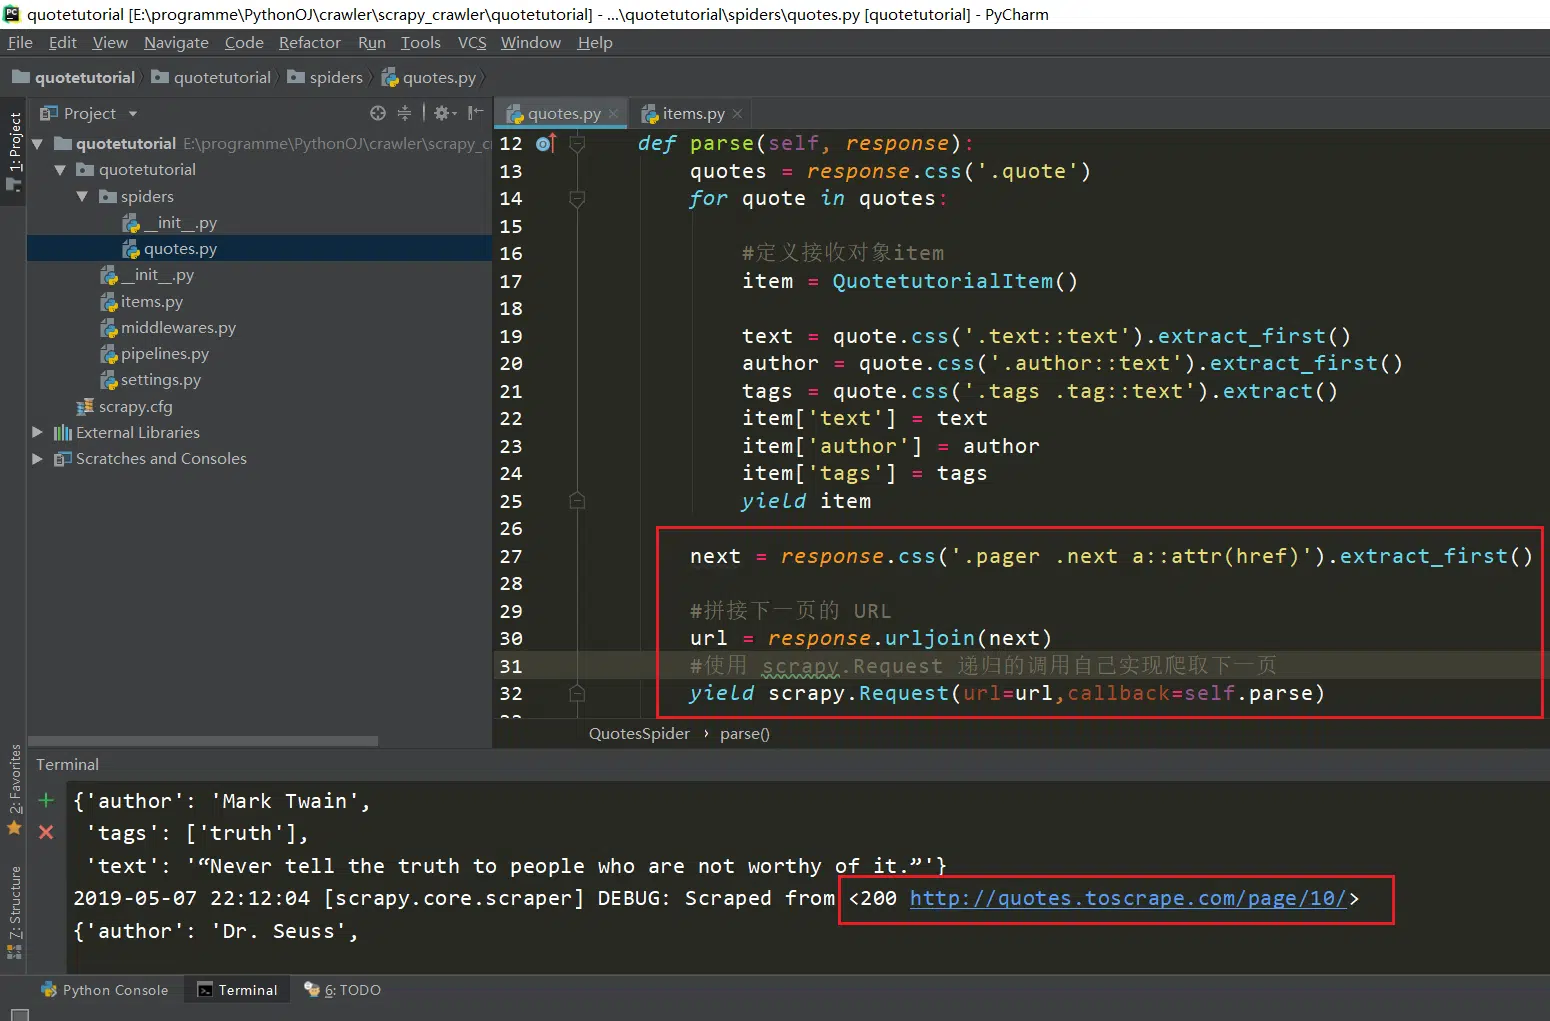 quotetutorial [E:\programme\PythonOJ\crawler\scrapy_crawler\quotetutorial] - ...\quotetutorial\spiders\quotes.py [quotetutorial] - PyCharm
File Edit View Navigate Code Refactor Run Tools VCS Window Help
quotetutorial quotetutorial spiders quotes.py
Project
quotes.py items.py
1: Project
quotetutorial E:\programme\PythonOJ\crawler\scrapy_c
quotetutorial
spiders
__init__.py
quotes.py
__init__.py
items.py
middlewares.py
pipelines.py
settings.py
scrapy.cfg
External Libraries
Scratches and Consoles
12 def parse(self, response):
13 quotes = response.css('.quote')
14 for quote in quotes:
15
16 #定义接收对象item
17 item = QuotetutorialItem()
18
19 text = quote.css('.text::text').extract_first()
20 author = quote.css('.author::text').extract_first()
21 tags = quote.css('.tags .tag::text').extract()
22 item['text'] = text
23 item['author'] = author
24 item['tags'] = tags
25 yield item
26
27 next = response.css('.pager .next a::attr(href)').extract_first()
28
29 #拼接下一页的 URL
30 url = response.urljoin(next)
31 #使用 scrapy.Request 递归的调用自己实现爬取下一页
32 yield scrapy.Request(url=url,callback=self.parse)
QuotesSpider › parse()
2: Favorites
7: Structure
Terminal
{'author': 'Mark Twain',
'tags': ['truth'],
'text': '“Never tell the truth to people who are not worthy of it.”'}
2019-05-07 22:12:04 [scrapy.core.scraper] DEBUG: Scraped from <200 http://quotes.toscrape.com/page/10/>
{'author': 'Dr. Seuss',
Python Console Terminal 6: TODO